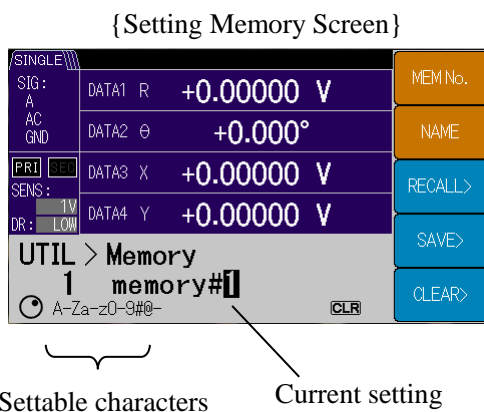 {Setting Memory Screen}
SINGLE
SIG:
A
AC
GND
PRI SEC
SENS:
1V
DR: LOW
DATA1 R +0.00000 V
DATA2 θ +0.000°
DATA3 X +0.00000 V
DATA4 Y +0.00000 V
MEM No.
NAME
RECALL>
SAVE>
CLEAR>
UTIL > Memory
1 memory#1
A-Za-z0-9#@- CLR
Settable characters
Current setting